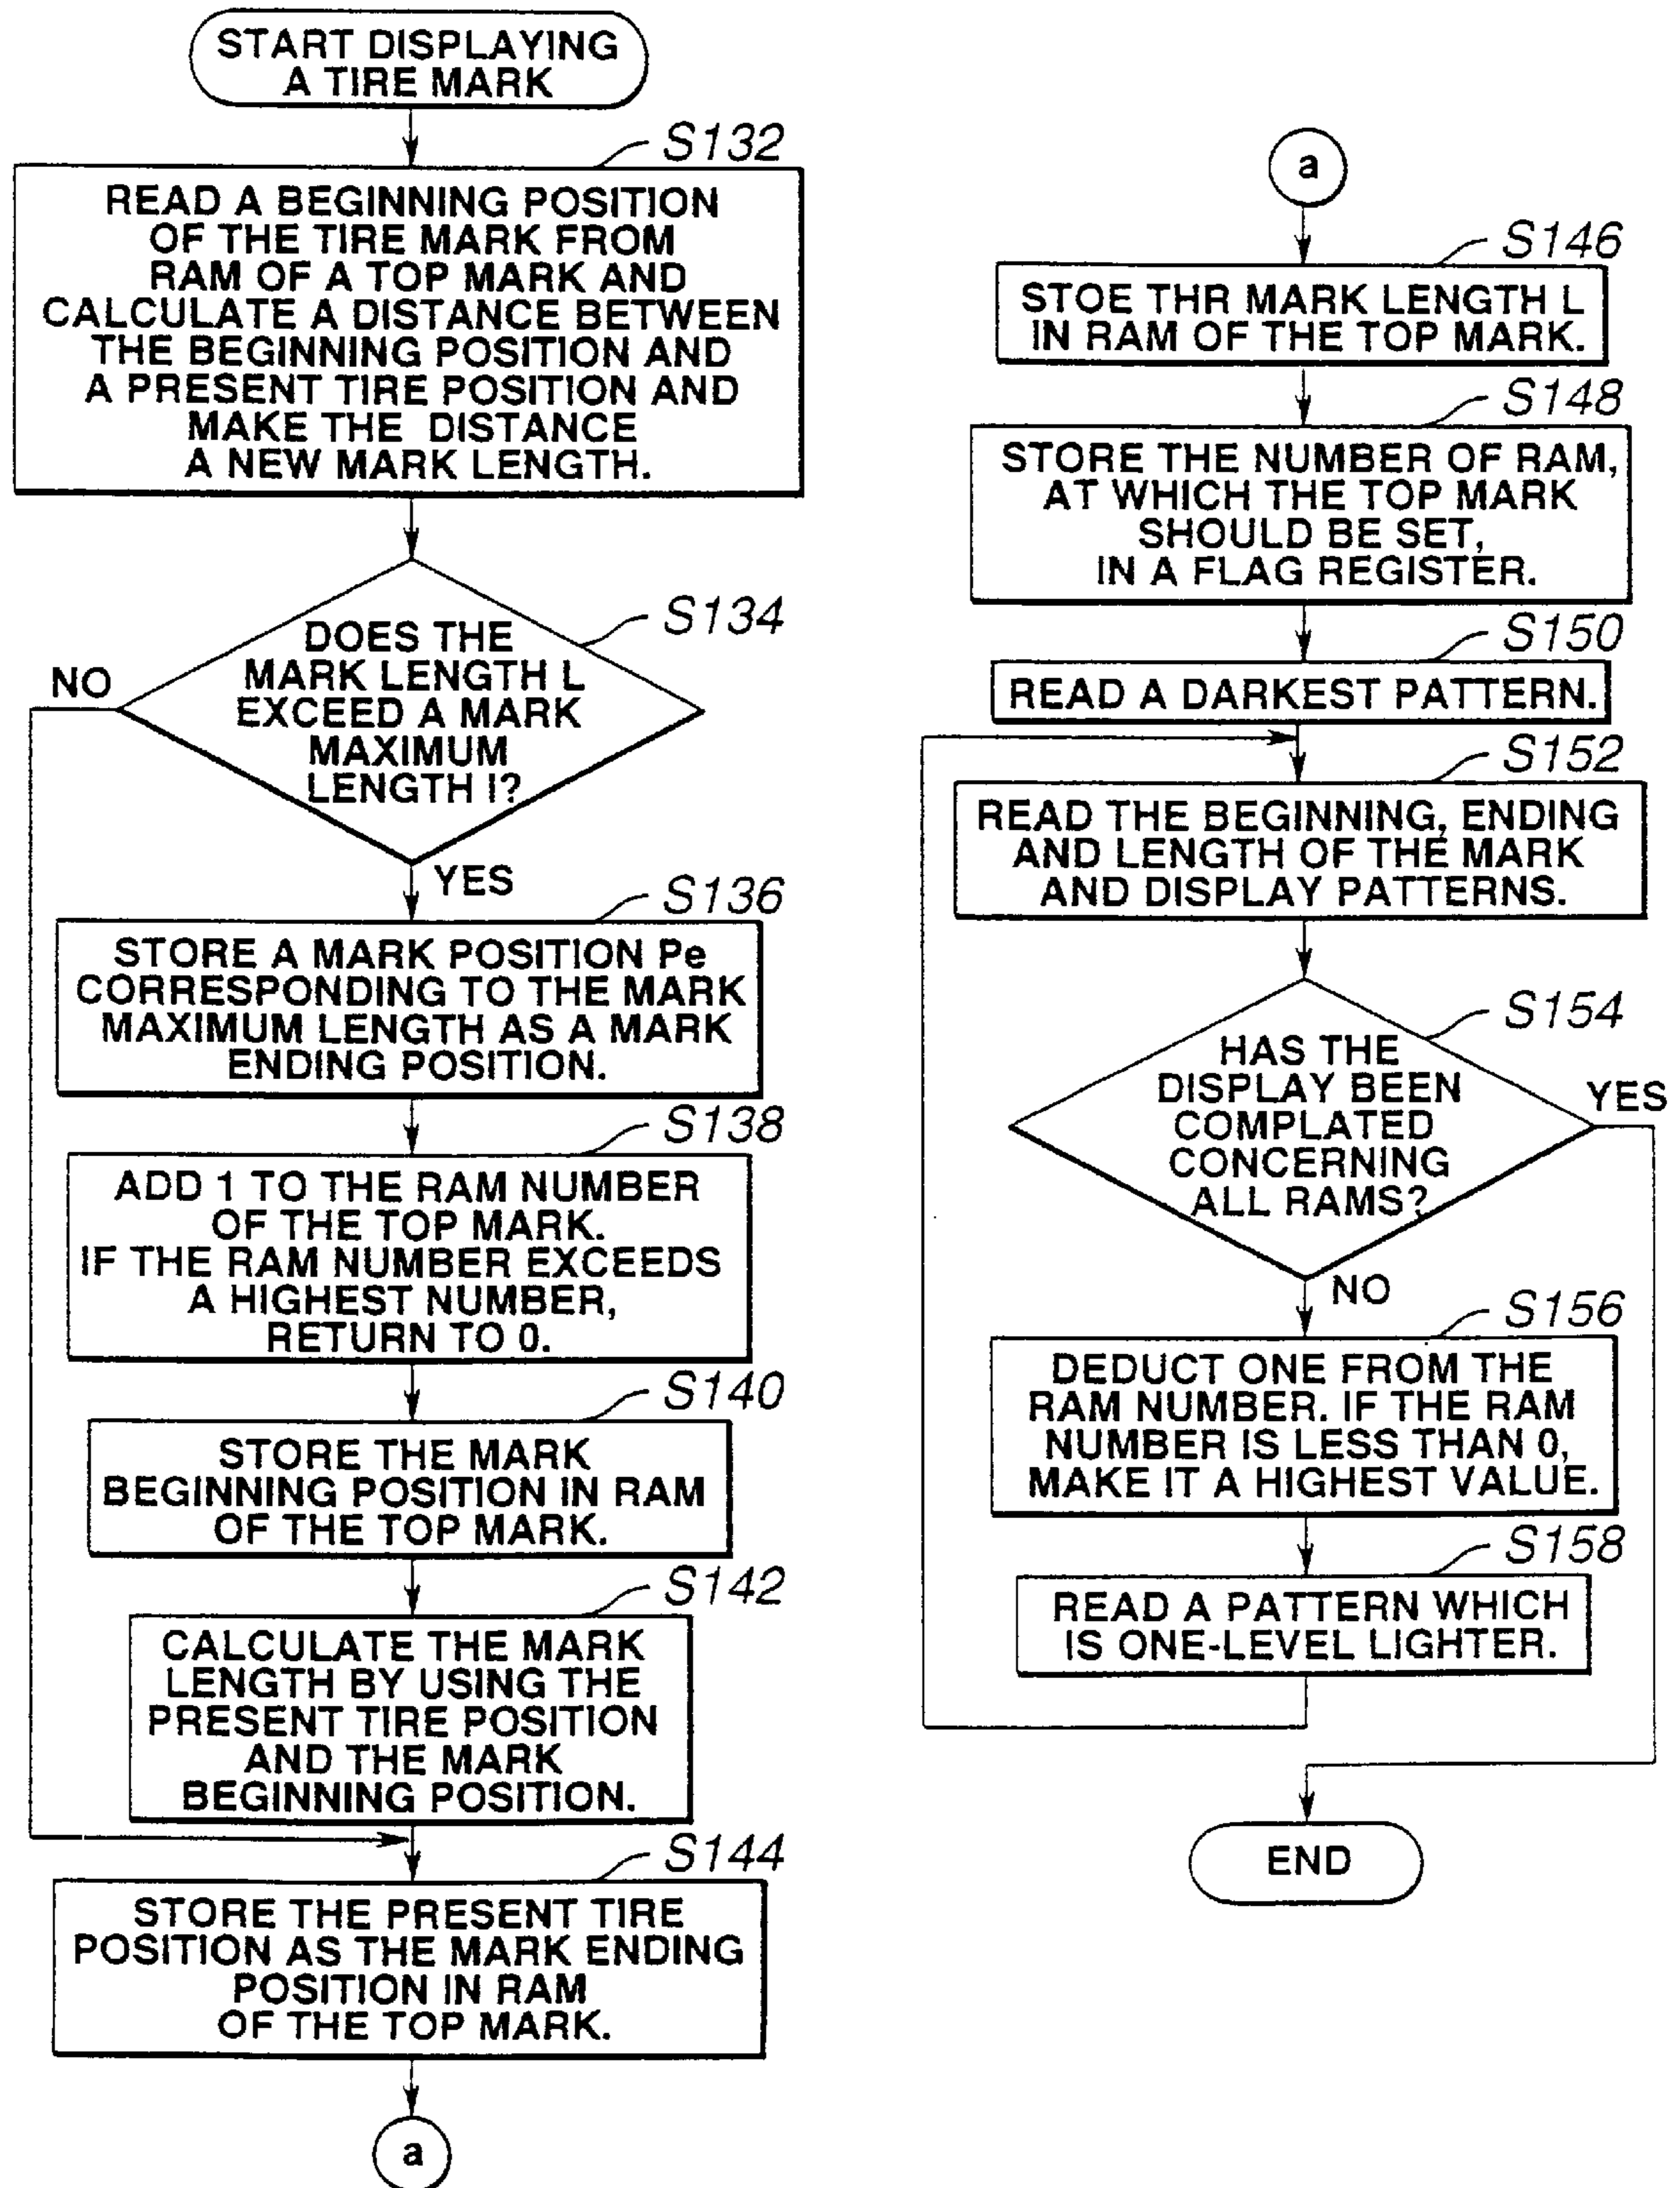 START DISPLAYING
A TIRE MARK
S132
READ A BEGINNING POSITION
OF THE TIRE MARK FROM
RAM OF A TOP MARK AND
CALCULATE A DISTANCE BETWEEN
THE BEGINNING POSITION AND
A PRESENT TIRE POSITION AND
MAKE THE DISTANCE
A NEW MARK LENGTH.
S134
DOES THE
MARK LENGTH L
EXCEED A MARK
MAXIMUM
LENGTH l?
NO
YES
S136
STORE A MARK POSITION Pe
CORRESPONDING TO THE MARK
MAXIMUM LENGTH AS A MARK
ENDING POSITION.
S138
ADD 1 TO THE RAM NUMBER
OF THE TOP MARK.
IF THE RAM NUMBER EXCEEDS
A HIGHEST NUMBER,
RETURN TO 0.
S140
STORE THE MARK
BEGINNING POSITION IN RAM
OF THE TOP MARK.
S142
CALCULATE THE MARK
LENGTH BY USING THE
PRESENT TIRE POSITION
AND THE MARK
BEGINNING POSITION.
S144
STORE THE PRESENT TIRE
POSITION AS THE MARK ENDING
POSITION IN RAM
OF THE TOP MARK.
a
a
S146
STOE THR MARK LENGTH L
IN RAM OF THE TOP MARK.
S148
STORE THE NUMBER OF RAM,
AT WHICH THE TOP MARK
SHOULD BE SET,
IN A FLAG REGISTER.
S150
READ A DARKEST PATTERN.
S152
READ THE BEGINNING, ENDING
AND LENGTH OF THE MARK
AND DISPLAY PATTERNS.
S154
HAS THE
DISPLAY BEEN
COMPLATED
CONCERNING
ALL RAMS?
YES
NO
S156
DEDUCT ONE FROM THE
RAM NUMBER. IF THE RAM
NUMBER IS LESS THAN 0,
MAKE IT A HIGHEST VALUE.
S158
READ A PATTERN WHICH
IS ONE-LEVEL LIGHTER.
END